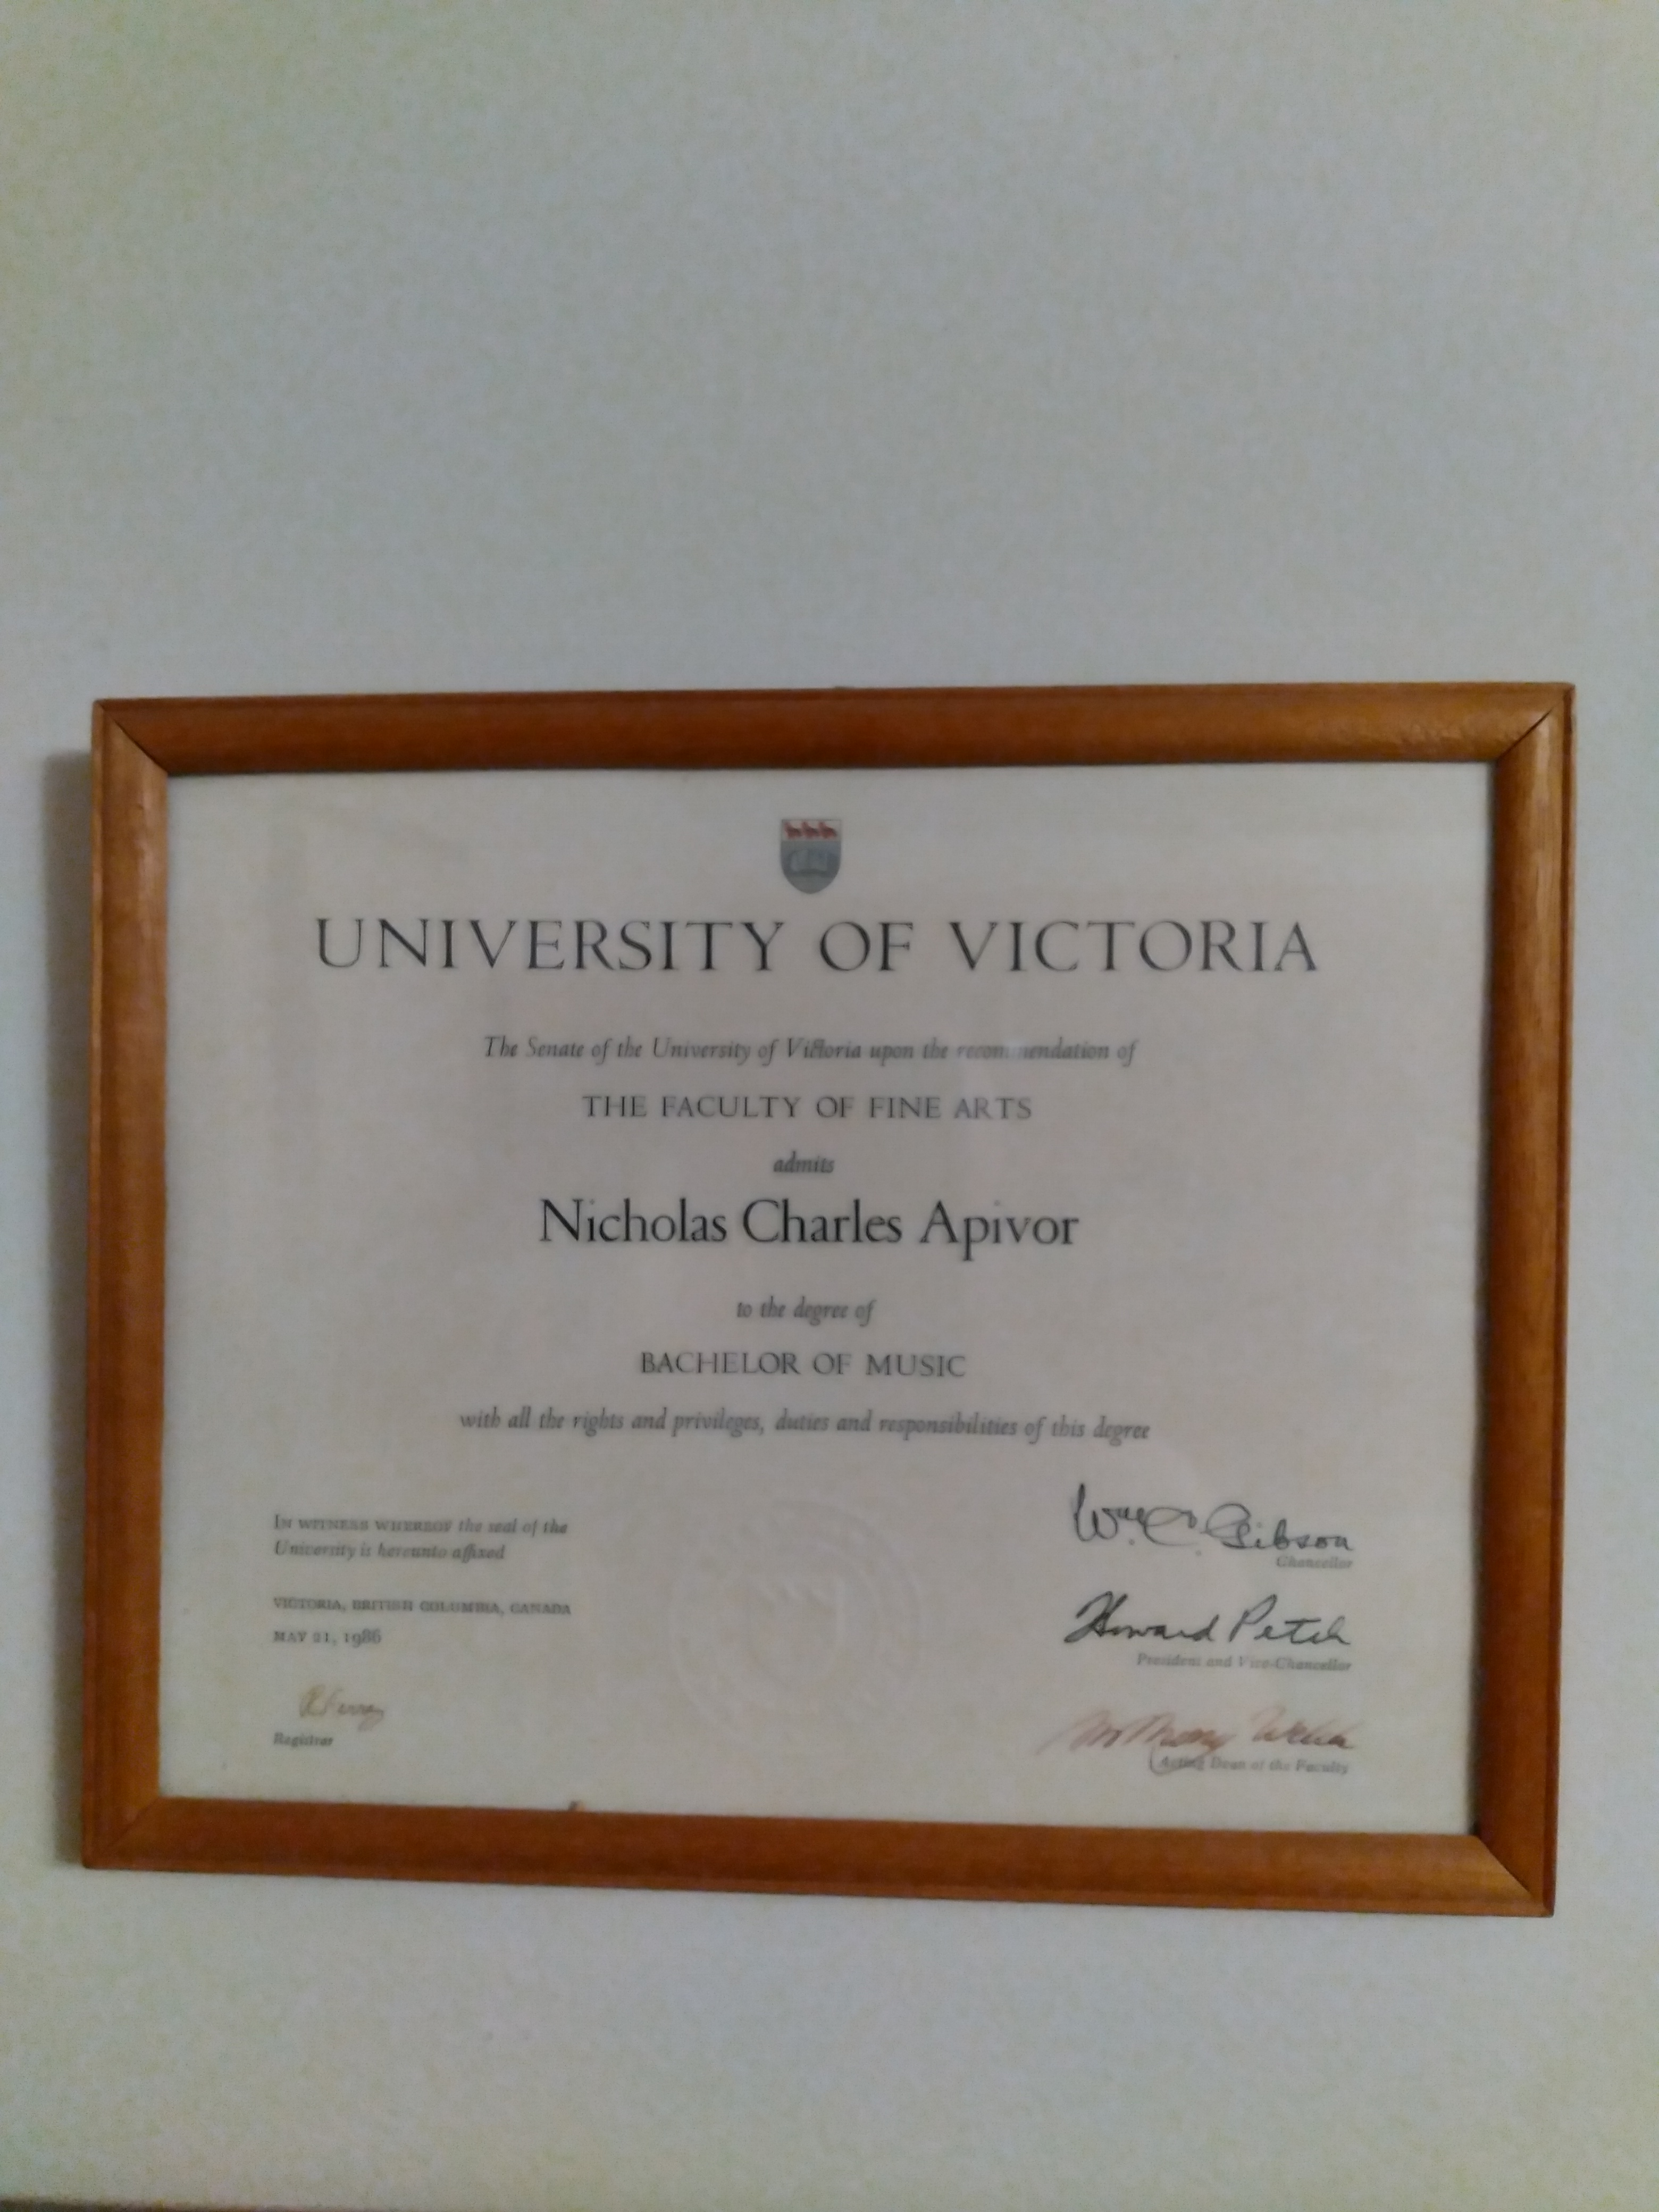 UNIVERSITY OF VICTORIA
The Senate of the University of Victoria upon the recommendation of
THE FACULTY OF FINE ARTS
admits
Nicholas Charles Apivor
to the degree of
BACHELOR OF MUSIC
with all the rights and privileges, duties and responsibilities of this degree
IN WITNESS WHEREOF the seal of the
University is hereunto affixed
VICTORIA, BRITISH COLUMBIA, CANADA
MAY 21, 1986
Registrar
Wm. C. Gibson
Chancellor
Howard Petch
President and Vice-Chancellor
Acting Dean of the Faculty